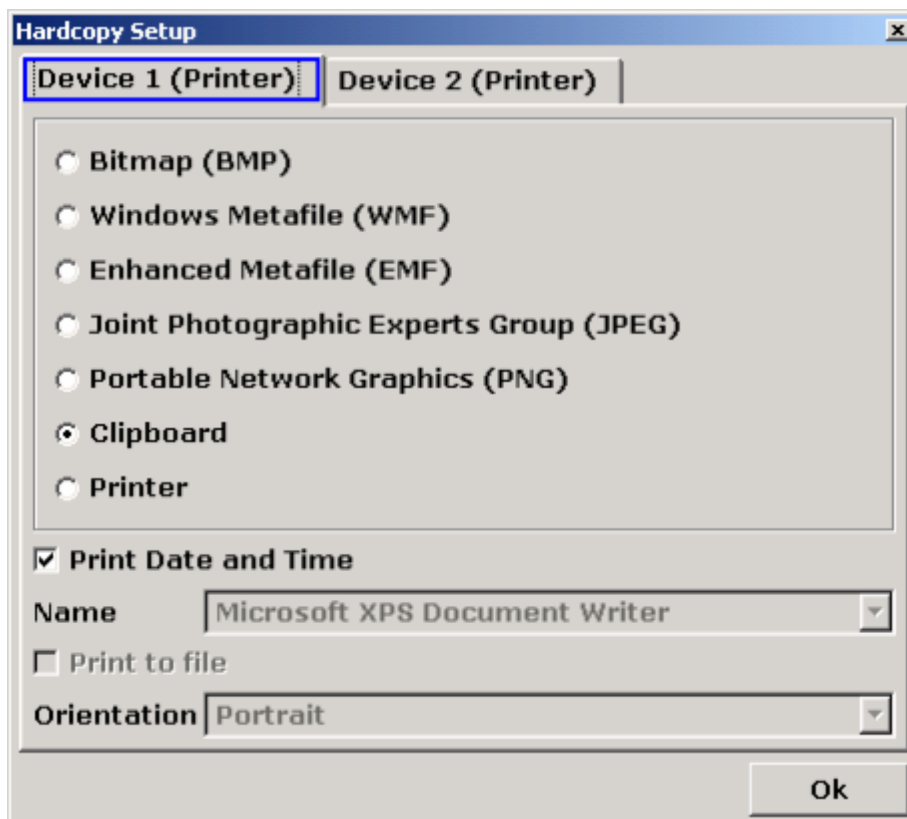 Hardcopy Setup
Device 1 (Printer) Device 2 (Printer)
Bitmap (BMP)
Windows Metafile (WMF)
Enhanced Metafile (EMF)
Joint Photographic Experts Group (JPEG)
Portable Network Graphics (PNG)
Clipboard
Printer
Print Date and Time
Name Microsoft XPS Document Writer
Print to file
Orientation Portrait
Ok